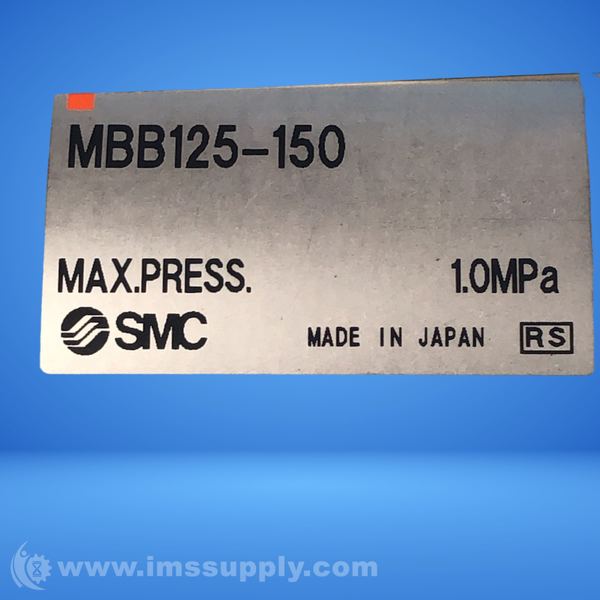 MBB125-150
MAX.PRESS. 1.0MPa
SMC MADE IN JAPAN RS
www.imssupply.com